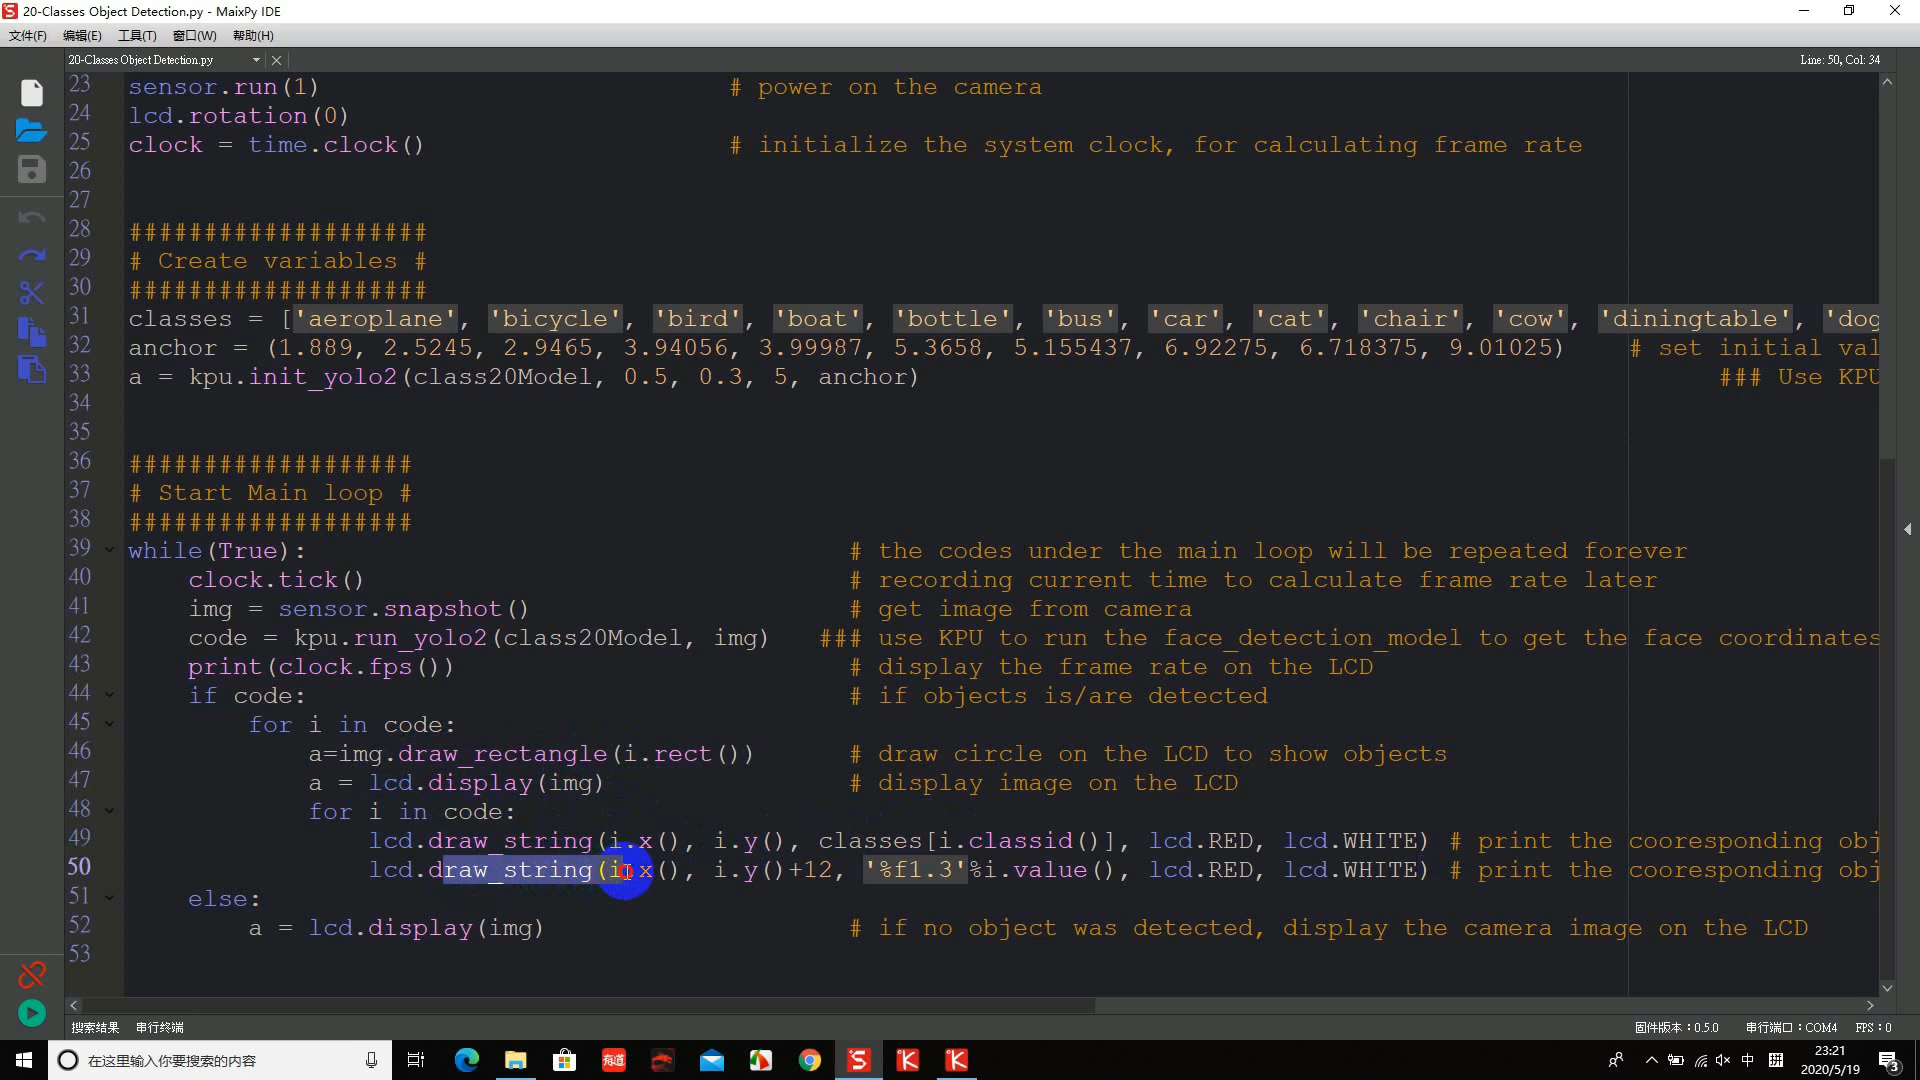 20-Classes Object Detection.py - MaixPy IDE
文件(F) 编辑(E) 工具(T) 窗口(W) 帮助(H)
20-Classes Object Detection.py Line: 50, Col: 34
23 sensor.run(1) # power on the camera
24 lcd.rotation(0)
25 clock = time.clock() # initialize the system clock, for calculating frame rate
26
27
28 ####################
29 # Create variables #
30 ####################
31 classes = ['aeroplane', 'bicycle', 'bird', 'boat', 'bottle', 'bus', 'car', 'cat', 'chair', 'cow', 'diningtable', 'dog
32 anchor = (1.889, 2.5245, 2.9465, 3.94056, 3.99987, 5.3658, 5.155437, 6.92275, 6.718375, 9.01025) # set initial val
33 a = kpu.init_yolo2(class20Model, 0.5, 0.3, 5, anchor) ### Use KPU
34
35
36 ###################
37 # Start Main loop #
38 ###################
39 while(True): # the codes under the main loop will be repeated forever
40 clock.tick() # recording current time to calculate frame rate later
41 img = sensor.snapshot() # get image from camera
42 code = kpu.run_yolo2(class20Model, img) ### use KPU to run the face_detection_model to get the face coordinates
43 print(clock.fps()) # display the frame rate on the LCD
44 if code: # if objects is/are detected
45 for i in code:
46 a=img.draw_rectangle(i.rect()) # draw circle on the LCD to show objects
47 a = lcd.display(img) # display image on the LCD
48 for i in code:
49 lcd.draw_string(i.x(), i.y(), classes[i.classid()], lcd.RED, lcd.WHITE) # print the cooresponding obj
50 lcd.draw_string(i.x(), i.y()+12, '%f1.3'%i.value(), lcd.RED, lcd.WHITE) # print the cooresponding obj
51 else:
52 a = lcd.display(img) # if no object was detected, display the camera image on the LCD
53
搜索结果 串行终端 固件版本：0.5.0 串行端口：COM4 FPS：0
在这里输入你要搜索的内容 有道 中 23:21
2020/5/19 3